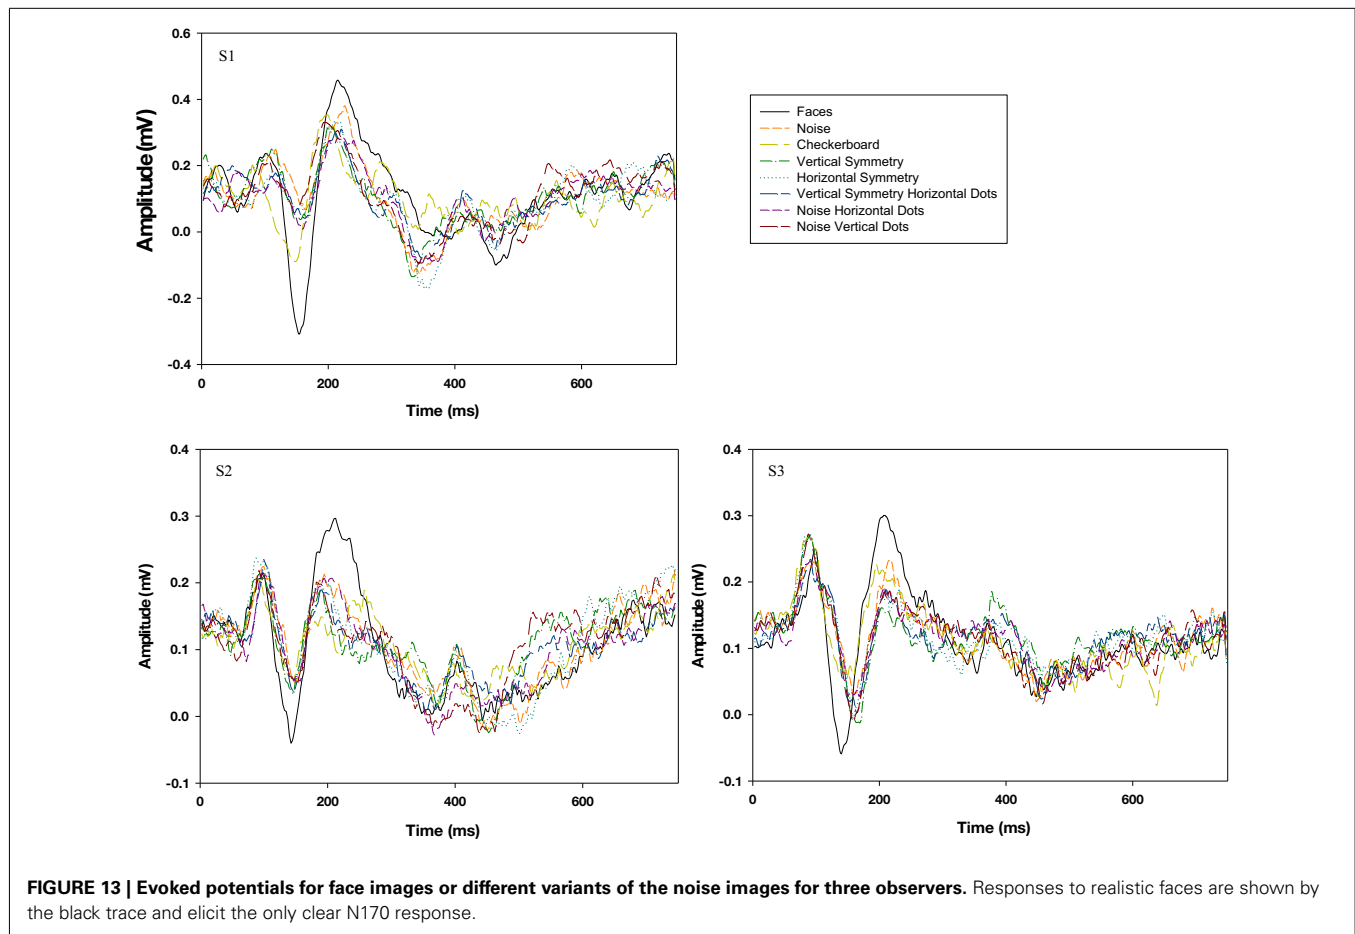 S1
0.6
0.4
0.2
0.0
-0.2
-0.4
Amplitude (mV)
0 200 400 600
Time (ms)
Faces
Noise
Checkerboard
Vertical Symmetry
Horizontal Symmetry
Vertical Symmetry Horizontal Dots
Noise Horizontal Dots
Noise Vertical Dots
S2
0.4
0.3
0.2
0.1
0.0
-0.1
Amplitude (mV)
0 200 400 600
Time (ms)
S3
0.4
0.3
0.2
0.1
0.0
-0.1
Amplitude (mV)
0 200 400 600
Time (ms)
FIGURE 13 | Evoked potentials for face images or different variants of the noise images for three observers. Responses to realistic faces are shown by
the black trace and elicit the only clear N170 response.